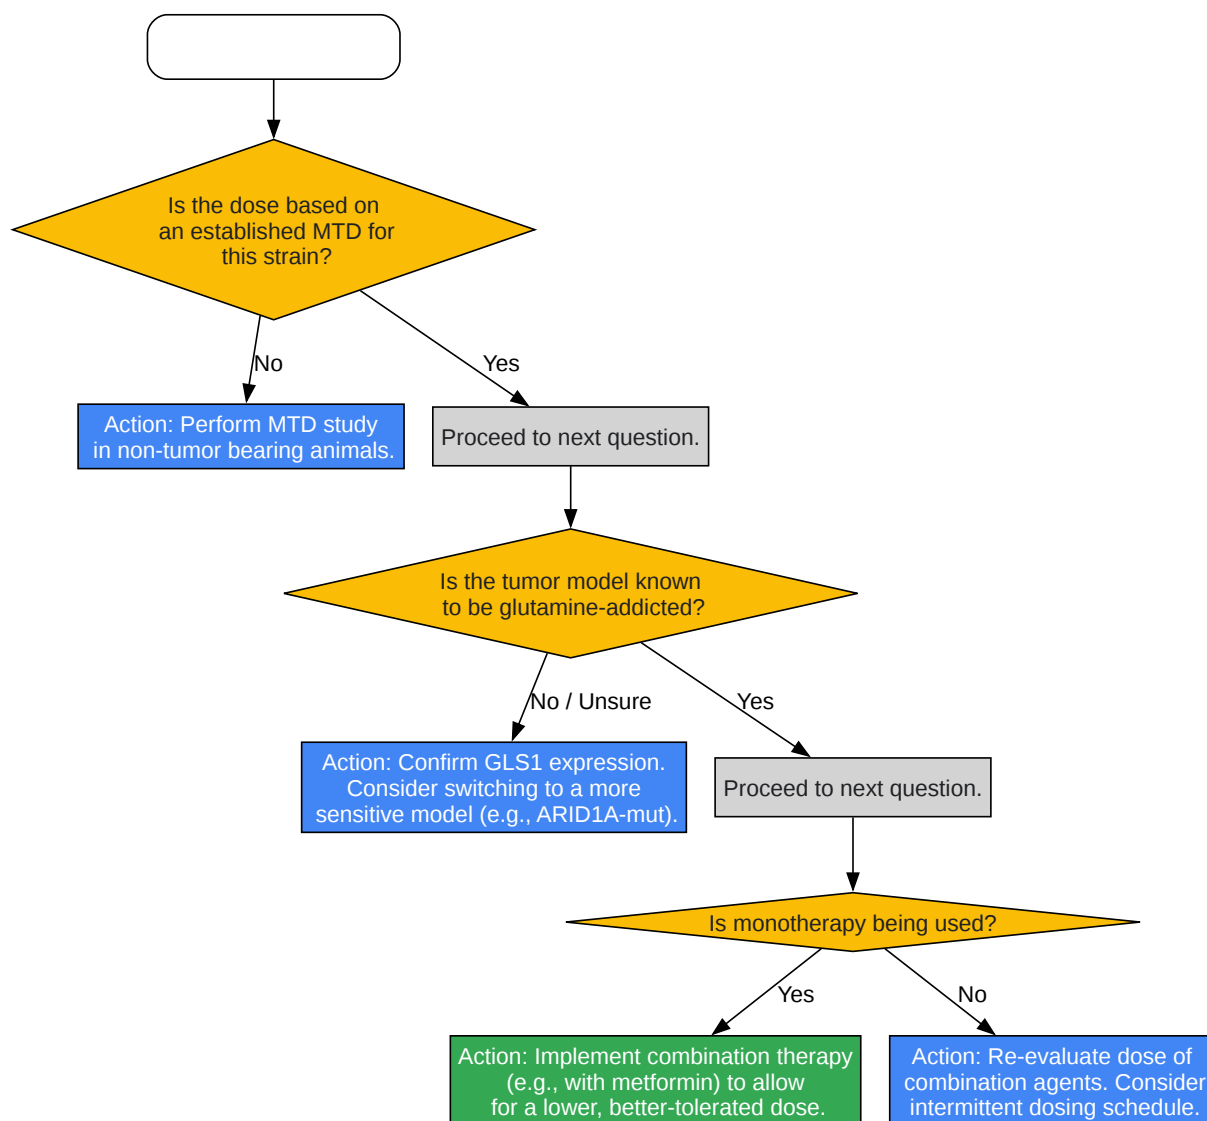 Is the dose based on
an established MTD for
this strain?
No
Yes
Action: Perform MTD study
in non-tumor bearing animals.
Proceed to next question.
Is the tumor model known
to be glutamine-addicted?
No / Unsure
Yes
Action: Confirm GLS1 expression.
Consider switching to a more
sensitive model (e.g., ARID1A-mut).
Proceed to next question.
Is monotherapy being used?
Yes
No
Action: Implement combination therapy
(e.g., with metformin) to allow
for a lower, better-tolerated dose.
Action: Re-evaluate dose of
combination agents. Consider
intermittent dosing schedule.